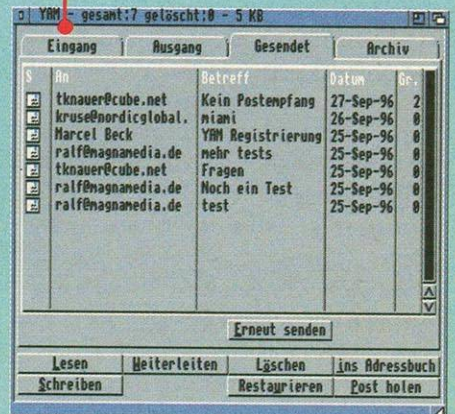 YAM - gesamt:7 gelöscht:0 - 5 KB
Eingang Ausgang Gesendet Archiv
S An Betreff Datum Gr.
tknauer@cube.net Kein Postempfang 27-Sep-96 2
kruse@nordicglobal. miami 26-Sep-96 0
Marcel Beck YAM Registrierung 25-Sep-96 0
ralf@magnamedia.de mehr tests 25-Sep-96 0
tknauer@cube.net Fragen 25-Sep-96 0
ralf@magnamedia.de Noch ein Test 25-Sep-96 0
ralf@magnamedia.de test 25-Sep-96 0
Erneut senden
Lesen Weiterleiten Löschen ins Adressbuch
Schreiben Restaurieren Post holen